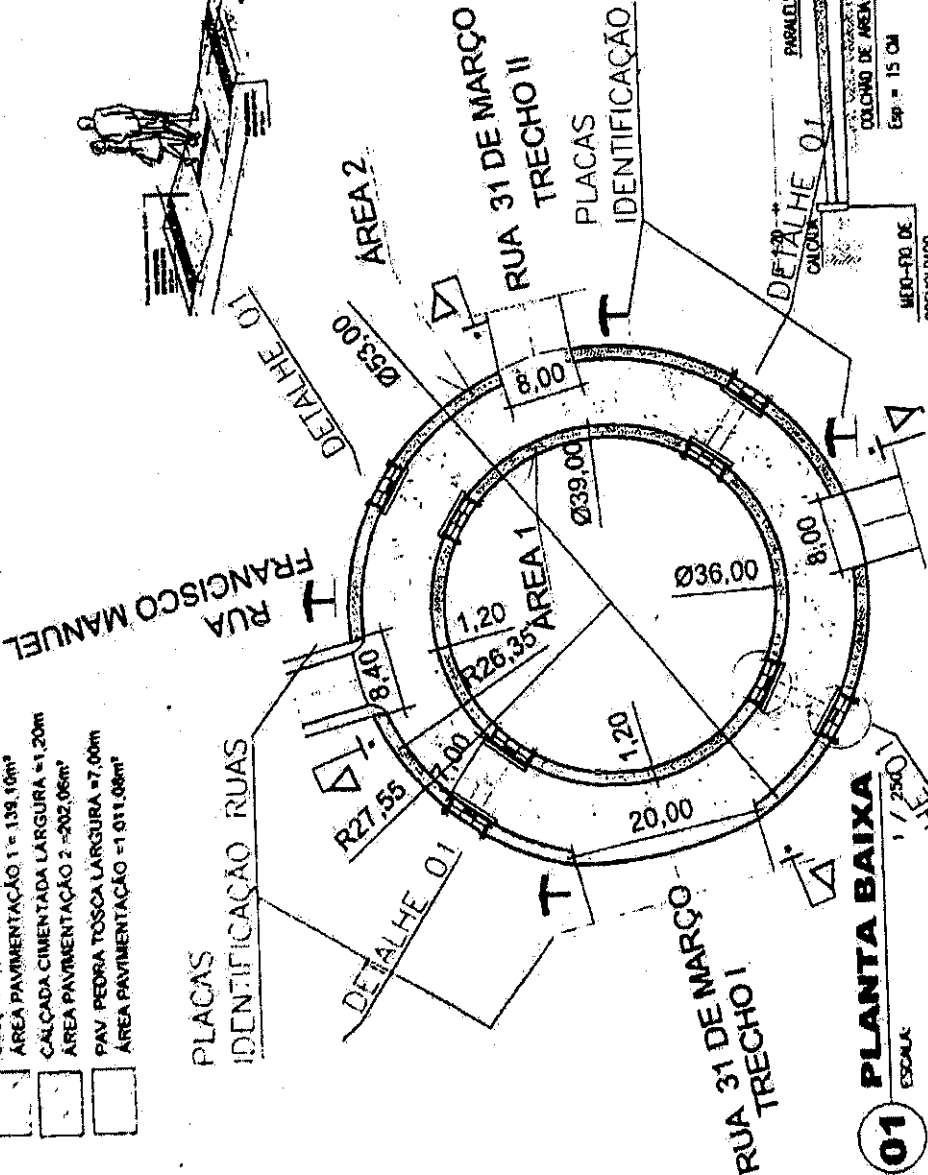 ÁREA PAVIMENTAÇÃO 1 = 139,10m²
CALÇADA CIMENTADA LARGURA =1,20m
ÁREA PAVIMENTAÇÃO 2 =202,06m²
PAV. PEDRA TOSCA LARGURA =7,00m
ÁREA PAVIMENTAÇÃO =1.011,08m²
RUA
FRANCISCO MANUEL
PLACAS
IDENTIFICAÇÃO RUAS
DETALHE 01
ÁREA 2
RUA 31 DE MARÇO
TRECHO II
PLACAS
IDENTIFICAÇÃO
Ø53,00
8,00
8,40
1,20
R26,35
ÁREA 1
Ø39,00
Ø36,00
R27,55
7,00
1,20
20,00
8,00
DETALHE 01
DETALHE 01
CALÇADA
COLCHÃO DE AREIA
Esp = 15 CM
MEIO-FIO DE
RUA 31 DE MARÇO
TRECHO I
01
PLANTA BAIXA
ESCALA:
1 / 250